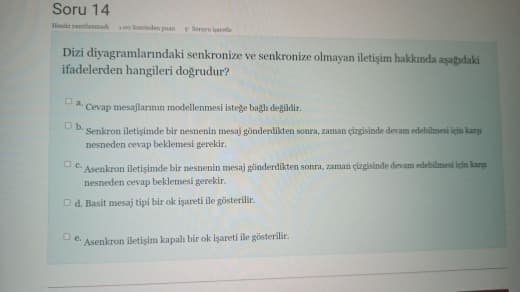 Soru 14
Henüz yanıtlanmadı 1,00 üzerinden puan Soruyu işaretle
Dizi diyagramlarındaki senkronize ve senkronize olmayan iletişim hakkında aşağıdaki
ifadelerden hangileri doğrudur?
a. Cevap mesajlarının modellenmesi isteğe bağlı değildir.
b. Senkron iletişimde bir nesnenin mesaj gönderdikten sonra, zaman çizgisinde devam edebilmesi için karşı
nesneden cevap beklemesi gerekir.
c. Asenkron iletişimde bir nesnenin mesaj gönderdikten sonra, zaman çizgisinde devam edebilmesi için karşı
nesneden cevap beklemesi gerekir.
d. Basit mesaj tipi bir ok işareti ile gösterilir.
e. Asenkron iletişim kapalı bir ok işareti ile gösterilir.